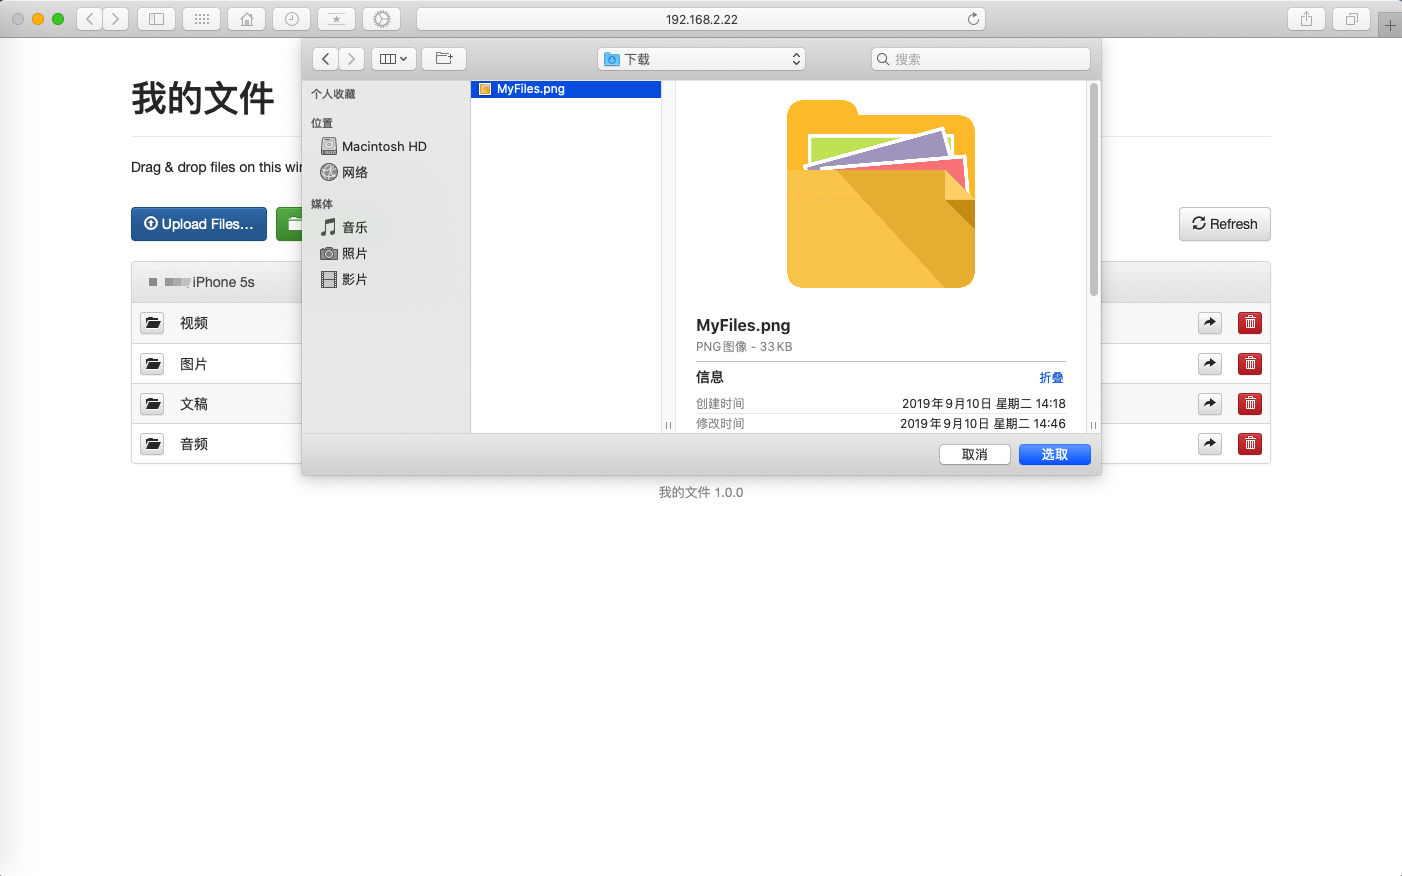 192.168.2.22
下载
搜索
我的文件
Drag & drop files on this
Upload Files...
Refresh
iPhone 5s
视频
图片
文稿
音频
个人收藏
位置
Macintosh HD
网络
媒体
音乐
照片
影片
MyFiles.png
MyFiles.png
PNG图像 - 33 KB
信息
折叠
创建时间
2019年9月10日 星期二 14:18
修改时间
2019年9月10日 星期二 14:46
取消
选取
我的文件 1.0.0